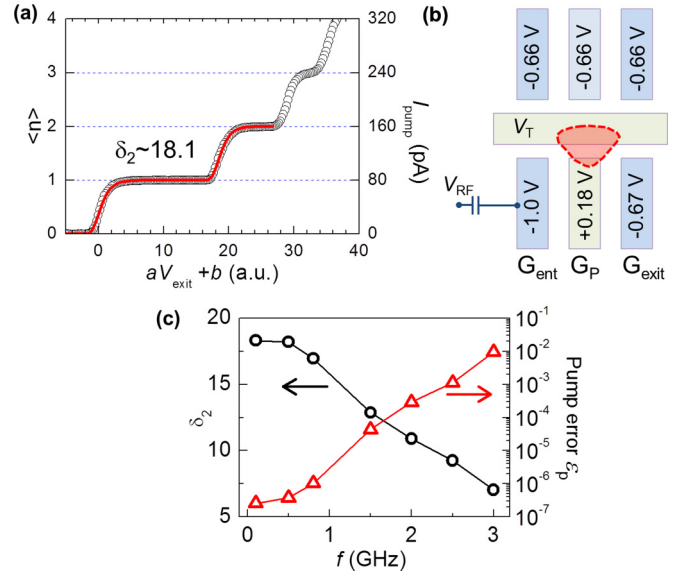 (a)
4
3
2
1
0
<n>
320
240
160
80
0
I_pump (pA)
δ₂~18.1
0
10
20
30
40
aV_exit +b (a.u.)
(b)
-0.66 V
-0.66 V
-0.66 V
V_T
V_RF
-1.0 V
+0.18 V
-0.67 V
G_ent
G_P
G_exit
(c)
20
15
10
5
δ₂
10⁻¹
10⁻²
10⁻³
10⁻⁴
10⁻⁵
10⁻⁶
10⁻⁷
Pump error ε_p
0
1
2
3
f (GHz)